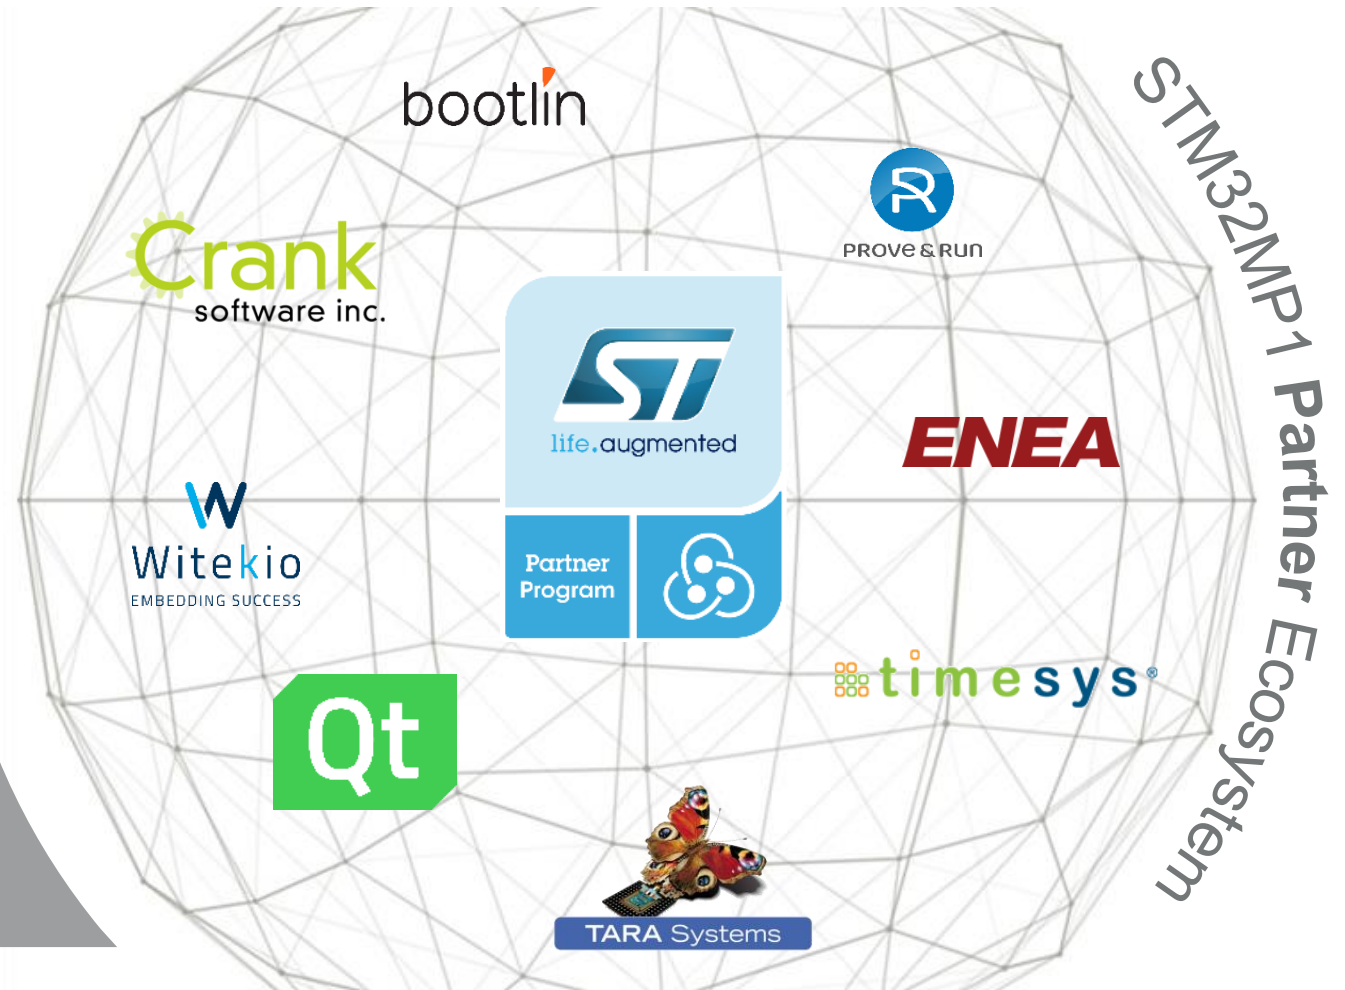 bootlin
PROVE & RUN
Crank
software inc.
STM32MP1 Partner Ecosystem
ST
life.augmented
ENEA
W
Witekio
EMBEDDING SUCCESS
Partner
Program
timesys®
Qt
TARA Systems